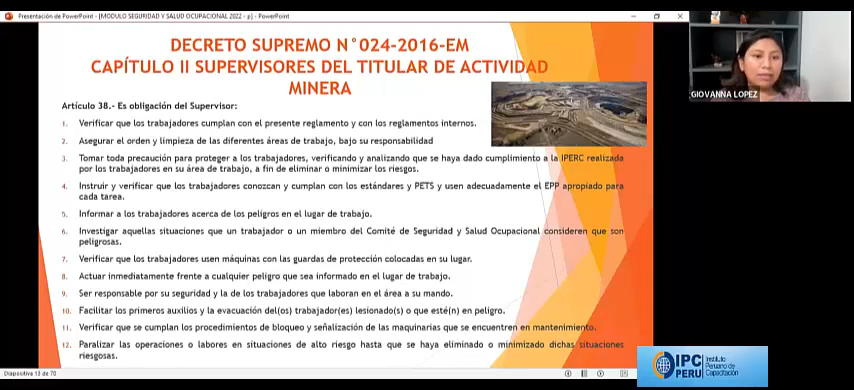 Presentación de PowerPoint - [MODULO SEGURIDAD Y SALUD OCUPACIONAL 2022 - p] - PowerPoint
DECRETO SUPREMO N°024-2016-EM
CAPÍTULO II SUPERVISORES DEL TITULAR DE ACTIVIDAD
MINERA
GIOVANNA LOPEZ
Artículo 38.- Es obligación del Supervisor:
1. Verificar que los trabajadores cumplan con el presente reglamento y con los reglamentos internos.
2. Asegurar el orden y limpieza de las diferentes áreas de trabajo, bajo su responsabilidad
3. Tomar toda precaución para proteger a los trabajadores, verificando y analizando que se haya dado cumplimiento a la IPERC realizada
por los trabajadores en su área de trabajo, a fin de eliminar o minimizar los riesgos.
4. Instruir y verificar que los trabajadores conozcan y cumplan con los estándares y PETS y usen adecuadamente el EPP apropiado para
cada tarea.
5. Informar a los trabajadores acerca de los peligros en el lugar de trabajo.
6. Investigar aquellas situaciones que un trabajador o un miembro del Comité de Seguridad y Salud Ocupacional consideren que son
peligrosas.
7. Verificar que los trabajadores usen máquinas con las guardas de protección colocadas en su lugar.
8. Actuar inmediatamente frente a cualquier peligro que sea informado en el lugar de trabajo.
9. Ser responsable por su seguridad y la de los trabajadores que laboran en el área a su mando.
10. Facilitar los primeros auxilios y la evacuación del(os) trabajador(es) lesionado(s) o que esté(n) en peligro.
11. Verificar que se cumplan los procedimientos de bloqueo y señalización de las maquinarias que se encuentren en mantenimiento.
12. Paralizar las operaciones o labores en situaciones de alto riesgo hasta que se haya eliminado o minimizado dichas situaciones
riesgosas.
Diapositiva 13 de 70
IPC
PERU
Instituto
Peruano de
Capacitación